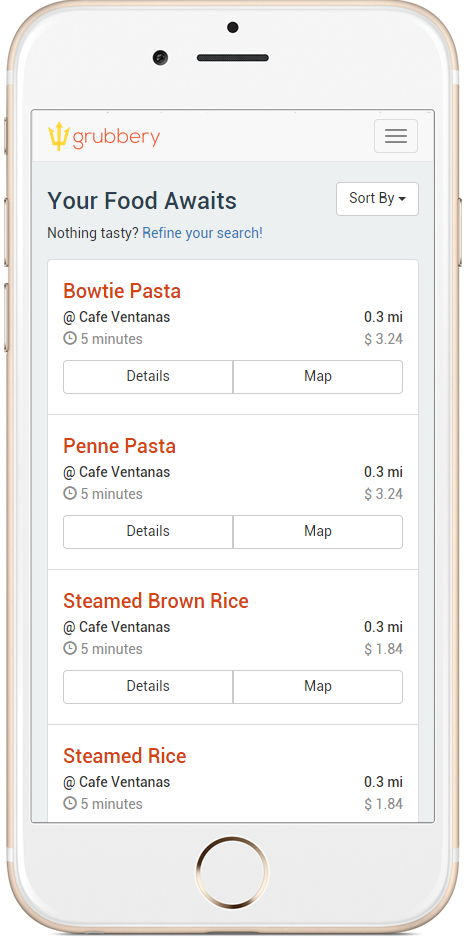 grubbery
Your Food Awaits
Sort By
Nothing tasty? Refine your search!
Bowtie Pasta
@ Cafe Ventanas 0.3 mi
5 minutes $ 3.24
Details Map
Penne Pasta
@ Cafe Ventanas 0.3 mi
5 minutes $ 3.24
Details Map
Steamed Brown Rice
@ Cafe Ventanas 0.3 mi
5 minutes $ 1.84
Details Map
Steamed Rice
@ Cafe Ventanas 0.3 mi
5 minutes $ 1.84